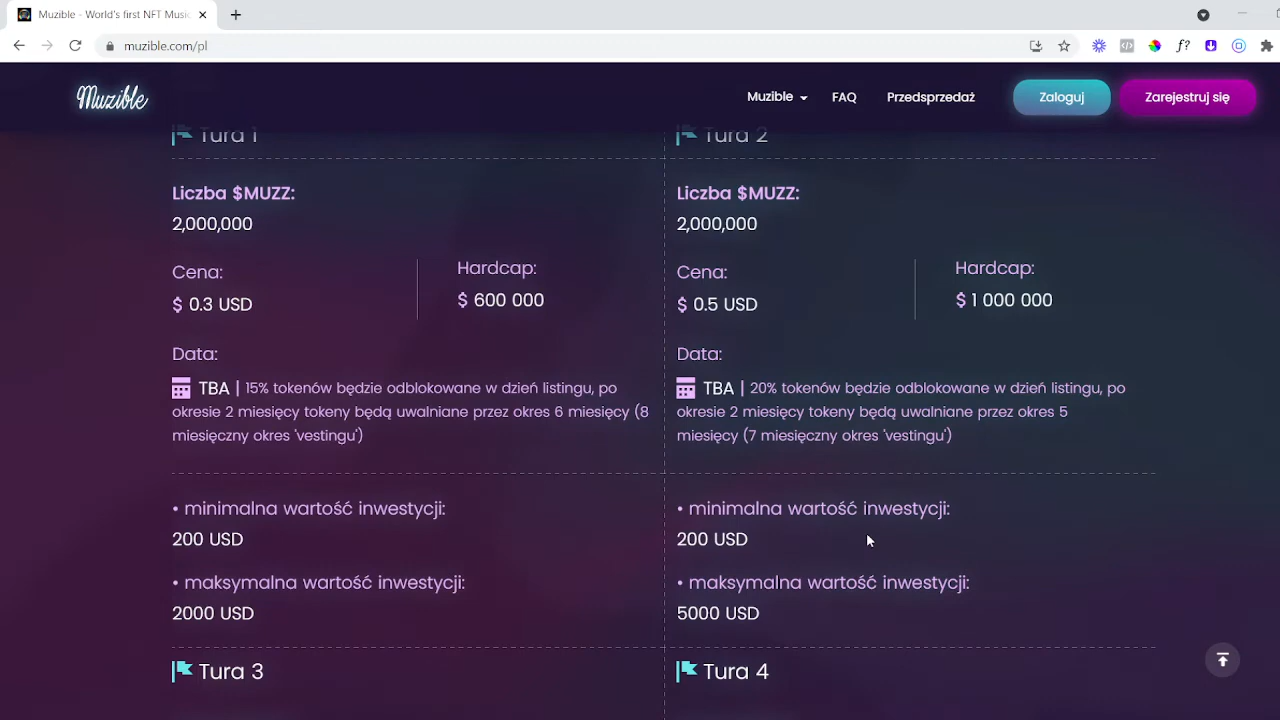 Muzible - World's first NFT Music
muzible.com/pl
f?
Muzible
Muzible
FAQ
Przedsprzedaż
Zaloguj
Zarejestruj się
Tura 1
Liczba $MUZZ:
2,000,000
Cena:
$ 0.3 USD
Hardcap:
$ 600 000
Data:
TBA | 15% tokenów będzie odblokowane w dzień listingu, po
okresie 2 miesięcy tokeny będą uwalniane przez okres 6 miesięcy (8
miesięczny okres 'vestingu')
• minimalna wartość inwestycji:
200 USD
• maksymalna wartość inwestycji:
2000 USD
Tura 2
Liczba $MUZZ:
2,000,000
Cena:
$ 0.5 USD
Hardcap:
$ 1 000 000
Data:
TBA | 20% tokenów będzie odblokowane w dzień listingu, po
okresie 2 miesięcy tokeny będą uwalniane przez okres 5
miesięcy (7 miesięczny okres 'vestingu')
• minimalna wartość inwestycji:
200 USD
• maksymalna wartość inwestycji:
5000 USD
Tura 3
Tura 4